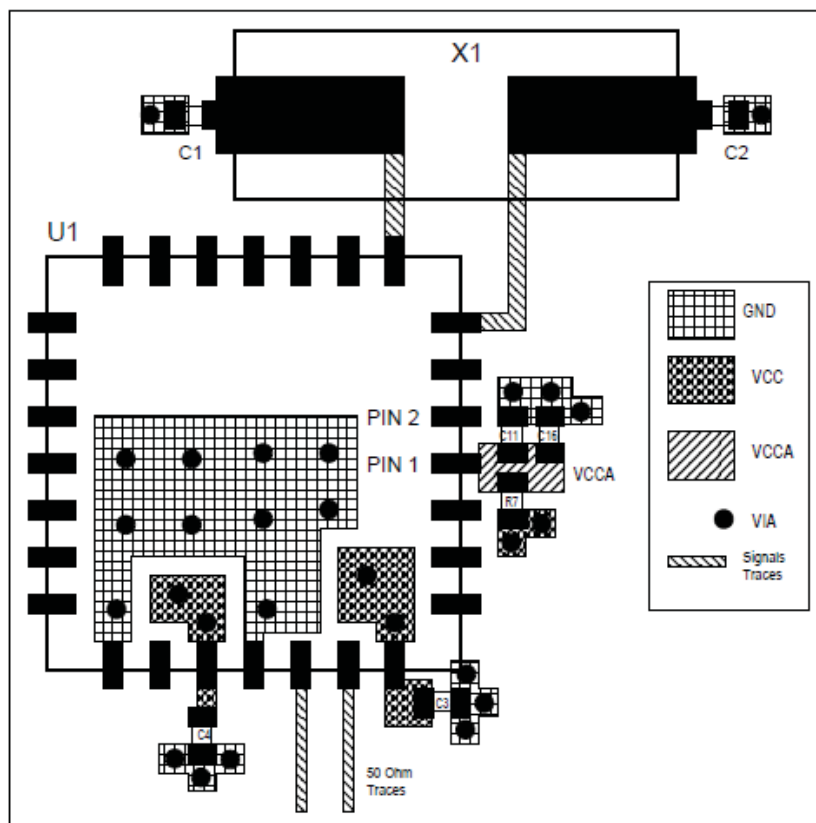 X1
C1
C2
U1
GND
VCC
PIN 2
C11
C16
PIN 1
VCCA
VCCA
R7
VIA
Signals
Traces
C3
C4
50 Ohm
Traces